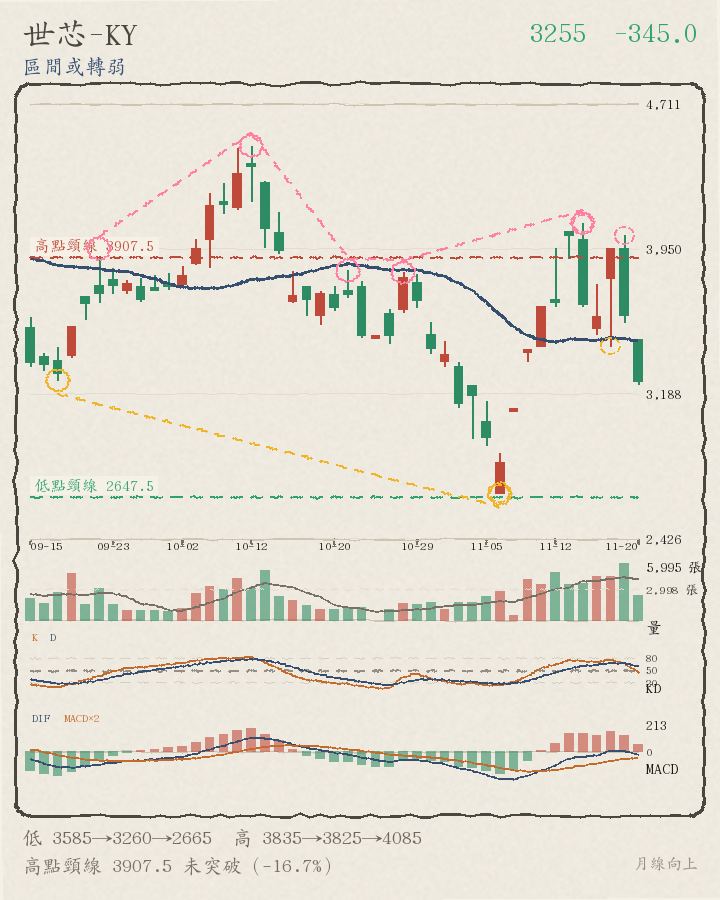 世芯-KY
3255 -345.0
區間或轉弱
4,711
高點頸線 3907.5
3,950
3,188
低點頸線 2647.5
2,426
09-15 09-23 10-02 10-12 10-20 10-29 11-05 11-12 11-20
5,995 張
2,998 張
量
K D
80
50
20
KD
DIF MACD×2
213
0
MACD
低 3585→3260→2665 高 3835→3825→4085
高點頸線 3907.5 未突破 (-16.7%)
月線向上